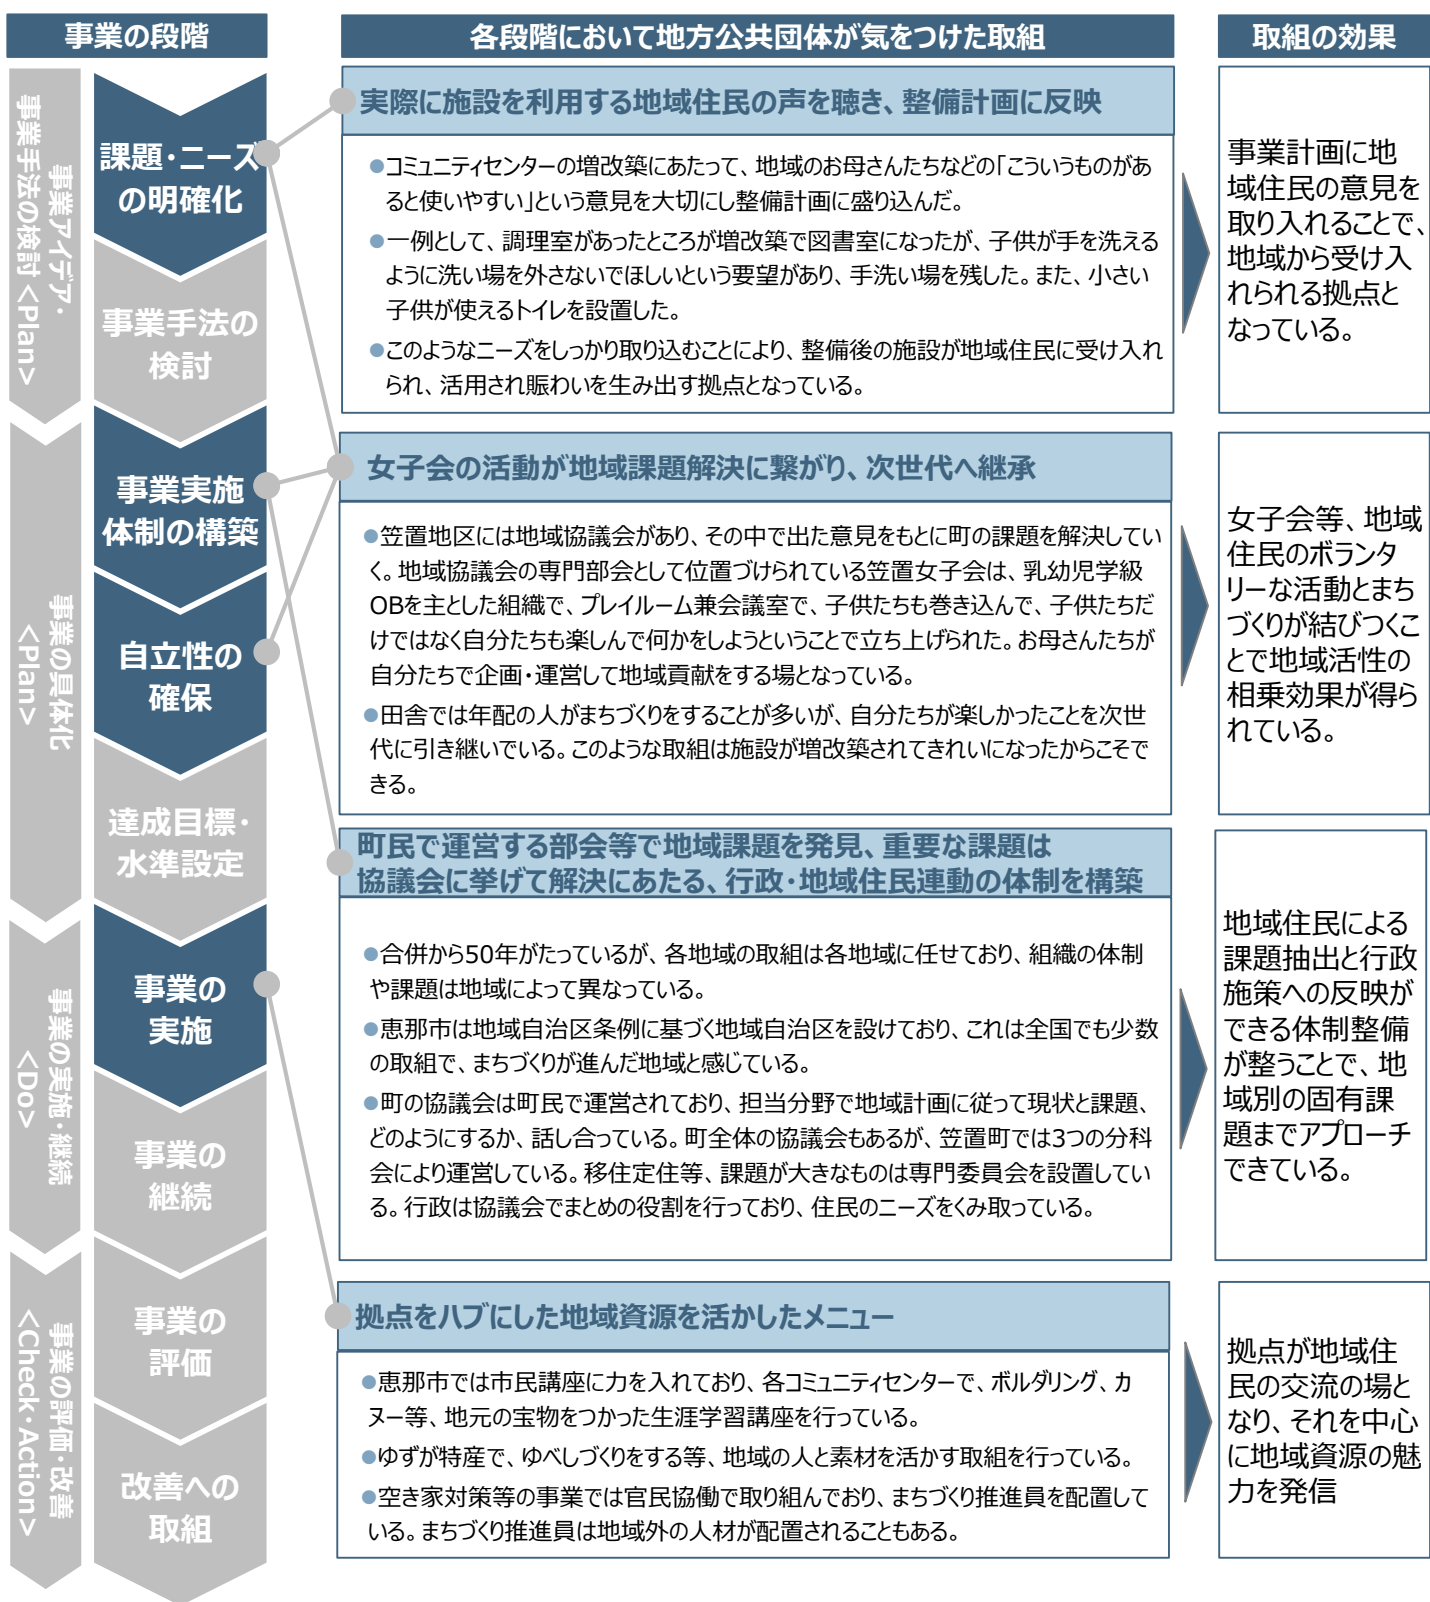 事業の段階
各段階において地方公共団体が気をつけた取組
取組の効果
事業アイデア・
事業手法の検討<Plan>
課題・ニーズ
の明確化
事業手法の
検討
事業の具体化
<Plan>
事業実施
体制の構築
自立性の
確保
達成目標・
水準設定
事業の実施・継続
<Do>
事業の
実施
事業の
継続
事業の評価・改善
<Check・Action>
事業の
評価
改善への
取組
実際に施設を利用する地域住民の声を聴き、整備計画に反映
●コミュニティセンターの増改築にあたって、地域のお母さんたちなどの「こういうものがあ
ると使いやすい」という意見を大切にし整備計画に盛り込んだ。
●一例として、調理室があったところが増改築で図書室になったが、子供が手を洗える
ように洗い場を外さないでほしいという要望があり、手洗い場を残した。また、小さい
子供が使えるトイレを設置した。
●このようなニーズをしっかり取り込むことにより、整備後の施設が地域住民に受け入れ
られ、活用され賑わいを生み出す拠点となっている。
事業計画に地
域住民の意見を
取り入れることで、
地域から受け入
れられる拠点と
なっている。
女子会の活動が地域課題解決に繋がり、次世代へ継承
●笠置地区には地域協議会があり、その中で出た意見をもとに町の課題を解決してい
く。地域協議会の専門部会として位置づけられている笠置女子会は、乳幼児学級
OBを主とした組織で、プレイルーム兼会議室で、子供たちも巻き込んで、子供たちだ
けではなく自分たちも楽しんで何かをしようということで立ち上げられた。お母さんたちが
自分たちで企画・運営して地域貢献をする場となっている。
●田舎では年配の人がまちづくりをすることが多いが、自分たちが楽しかったことを次世
代に引き継いでいる。このような取組は施設が増改築されてきれいになったからこそで
きる。
女子会等、地域
住民のボランタ
リーな活動とまち
づくりが結びつくこ
とで地域活性の
相乗効果が得ら
れている。
町民で運営する部会等で地域課題を発見、重要な課題は
協議会に挙げて解決にあたる、行政・地域住民連動の体制を構築
●合併から50年がたっているが、各地域の取組は各地域に任せており、組織の体制
や課題は地域によって異なっている。
●恵那市は地域自治区条例に基づく地域自治区を設けており、これは全国でも少数
の取組で、まちづくりが進んだ地域と感じている。
●町の協議会は町民で運営されており、担当分野で地域計画に従って現状と課題、
どのようにするか、話し合っている。町全体の協議会もあるが、笠置町では3つの分科
会により運営している。移住定住等、課題が大きなものは専門委員会を設置してい
る。行政は協議会でまとめの役割を行っており、住民のニーズをくみ取っている。
地域住民による
課題抽出と行政
施策への反映が
できる体制整備
が整うことで、地
域別の固有課
題までアプローチ
できている。
拠点をハブにした地域資源を活かしたメニュー
●恵那市では市民講座に力を入れており、各コミュニティセンターで、ボルダリング、カ
ヌー等、地元の宝物をつかった生涯学習講座を行っている。
●ゆずが特産で、ゆべしづくりをする等、地域の人と素材を活かす取組を行っている。
●空き家対策等の事業では官民協働で取り組んでおり、まちづくり推進員を配置して
いる。まちづくり推進員は地域外の人材が配置されることもある。
拠点が地域住
民の交流の場と
なり、それを中心
に地域資源の魅
力を発信